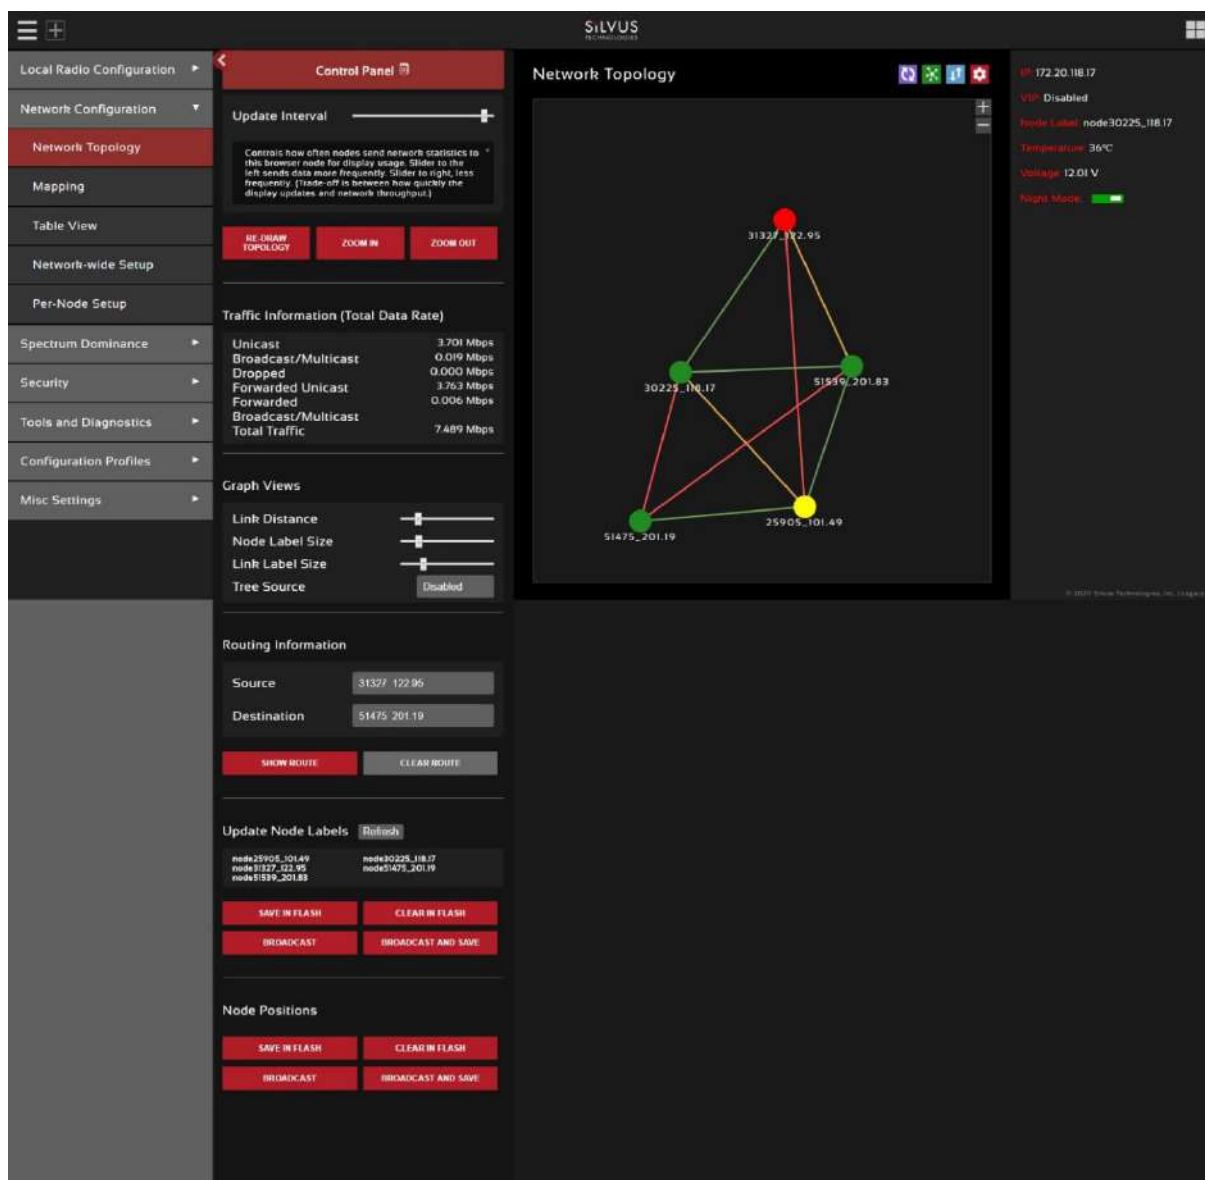 SiLVUS
TECHNOLOGIES
Local Radio Configuration
Network Configuration
Network Topology
Mapping
Table View
Network-wide Setup
Per-Node Setup
Spectrum Dominance
Security
Tools and Diagnostics
Configuration Profiles
Misc Settings
Control Panel
Update Interval
Controls how often nodes send network statistics to
this browser node for display usage. Slider to the
left sends data more frequently. Slider to right, less
frequently. (Trade-off is between how quickly the
display updates and network throughput.)
RE-DRAW
TOPOLOGY
ZOOM IN
ZOOM OUT
Traffic Information (Total Data Rate)
Unicast 3.701 Mbps
Broadcast/Multicast 0.019 Mbps
Dropped 0.000 Mbps
Forwarded Unicast 3.763 Mbps
Forwarded 0.006 Mbps
Broadcast/Multicast
Total Traffic 7.489 Mbps
Graph Views
Link Distance
Node Label Size
Link Label Size
Tree Source Disabled
Routing Information
Source 31327 122.95
Destination 51475 201.19
SHOW ROUTE CLEAR ROUTE
Update Node Labels Refresh
node25905_101.49 node30225_118.17
node31327_122.95 node51475_201.19
node51539_201.83
SAVE IN FLASH CLEAR IN FLASH
BROADCAST BROADCAST AND SAVE
Node Positions
SAVE IN FLASH CLEAR IN FLASH
BROADCAST BROADCAST AND SAVE
Network Topology
+
−
31327_122.95
30225_118.17
51539_201.83
25905_101.49
51475_201.19
IP: 172.20.118.17
VIP: Disabled
Node Label: node30225_118.17
Temperature: 36°C
Voltage: 12.01 V
Night Mode:
Silvus Technologies, Inc.